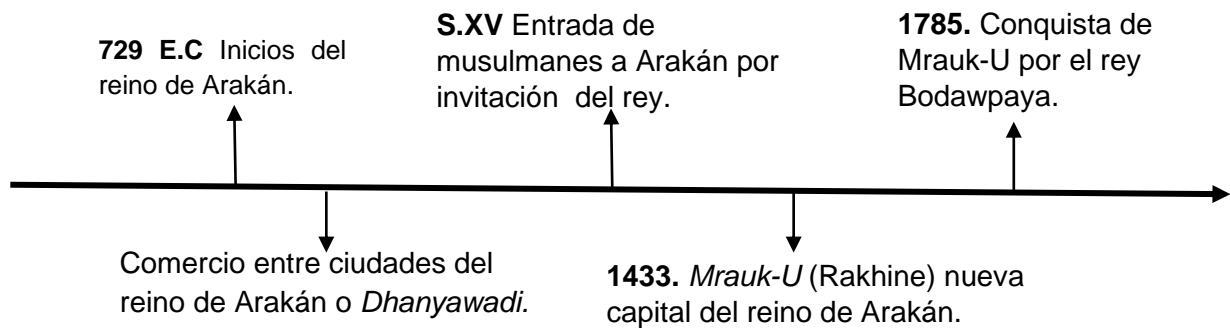 729 E.C Inicios del
reino de Arakán.
S.XV Entrada de
musulmanes a Arakán por
invitación del rey.
1785. Conquista de
Mrauk-U por el rey
Bodawpaya.
Comercio entre ciudades del
reino de Arakán o Dhanyawadi.
1433. Mrauk-U (Rakhine) nueva
capital del reino de Arakán.